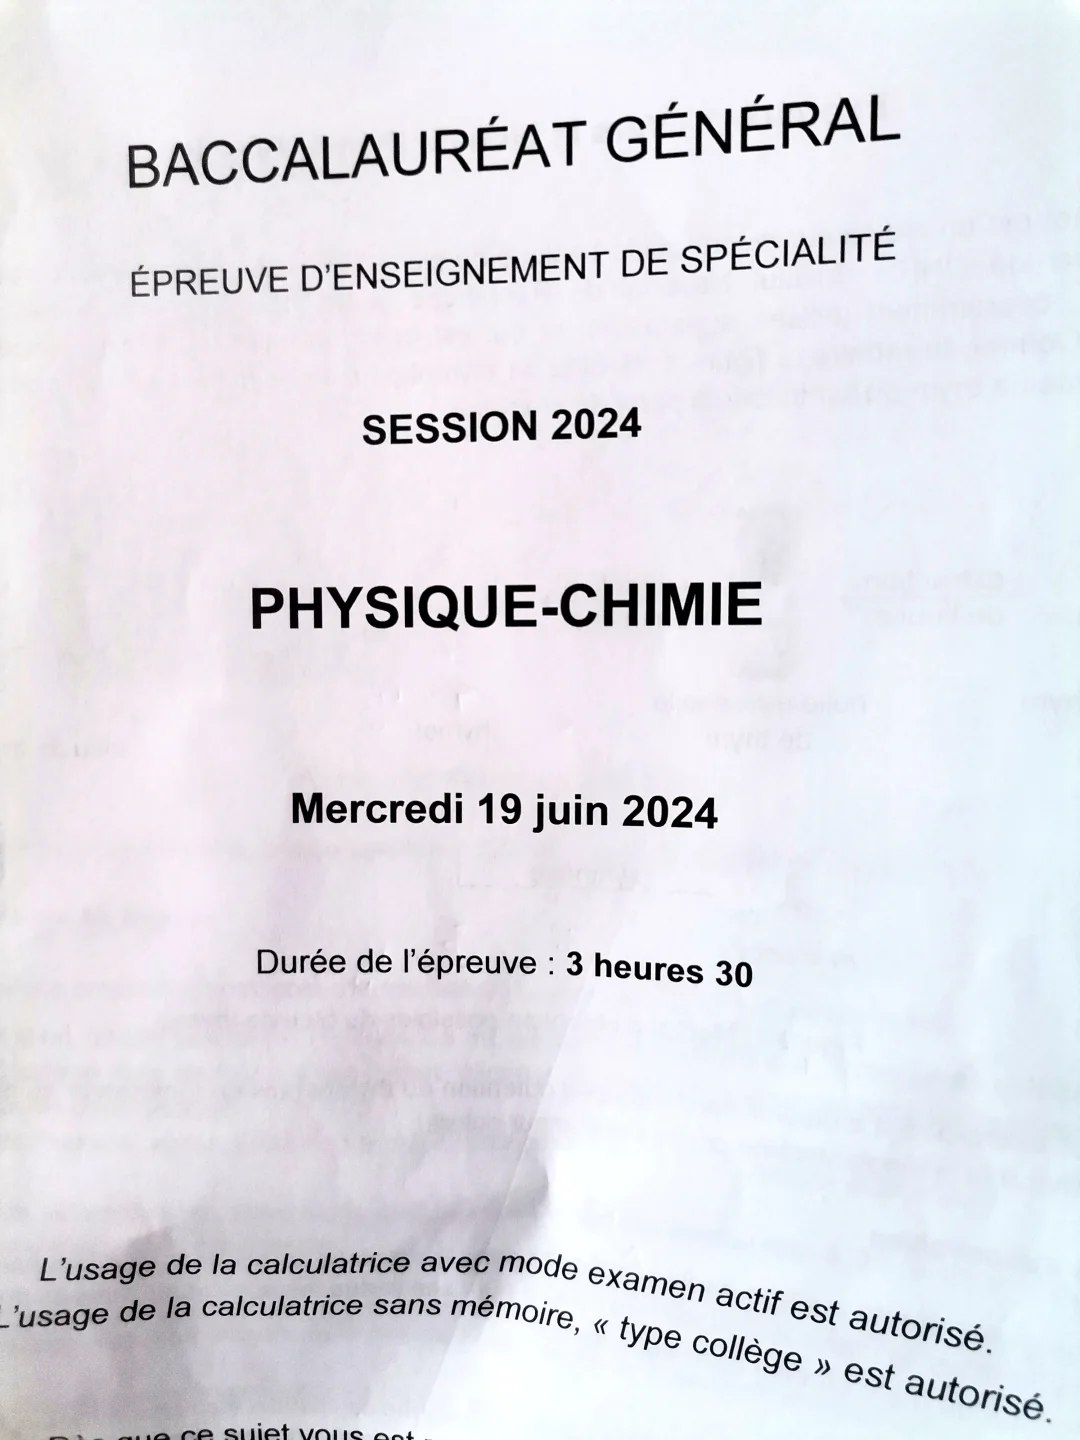 BACCALAURÉAT GÉNÉRAL
ÉPREUVE D'ENSEIGNEMENT DE SPÉCIALITÉ
SESSION 2024
PHYSIQUE-CHIMIE
Mercredi 19 juin 2024
Durée de l'épreuve : 3 heures 30
L'usage de la calculatrice avec mode examen actif est autorisé.
L'usage de la calculatrice sans mémoire, « type collège » est autorisé.
Dès que ce sujet vous est